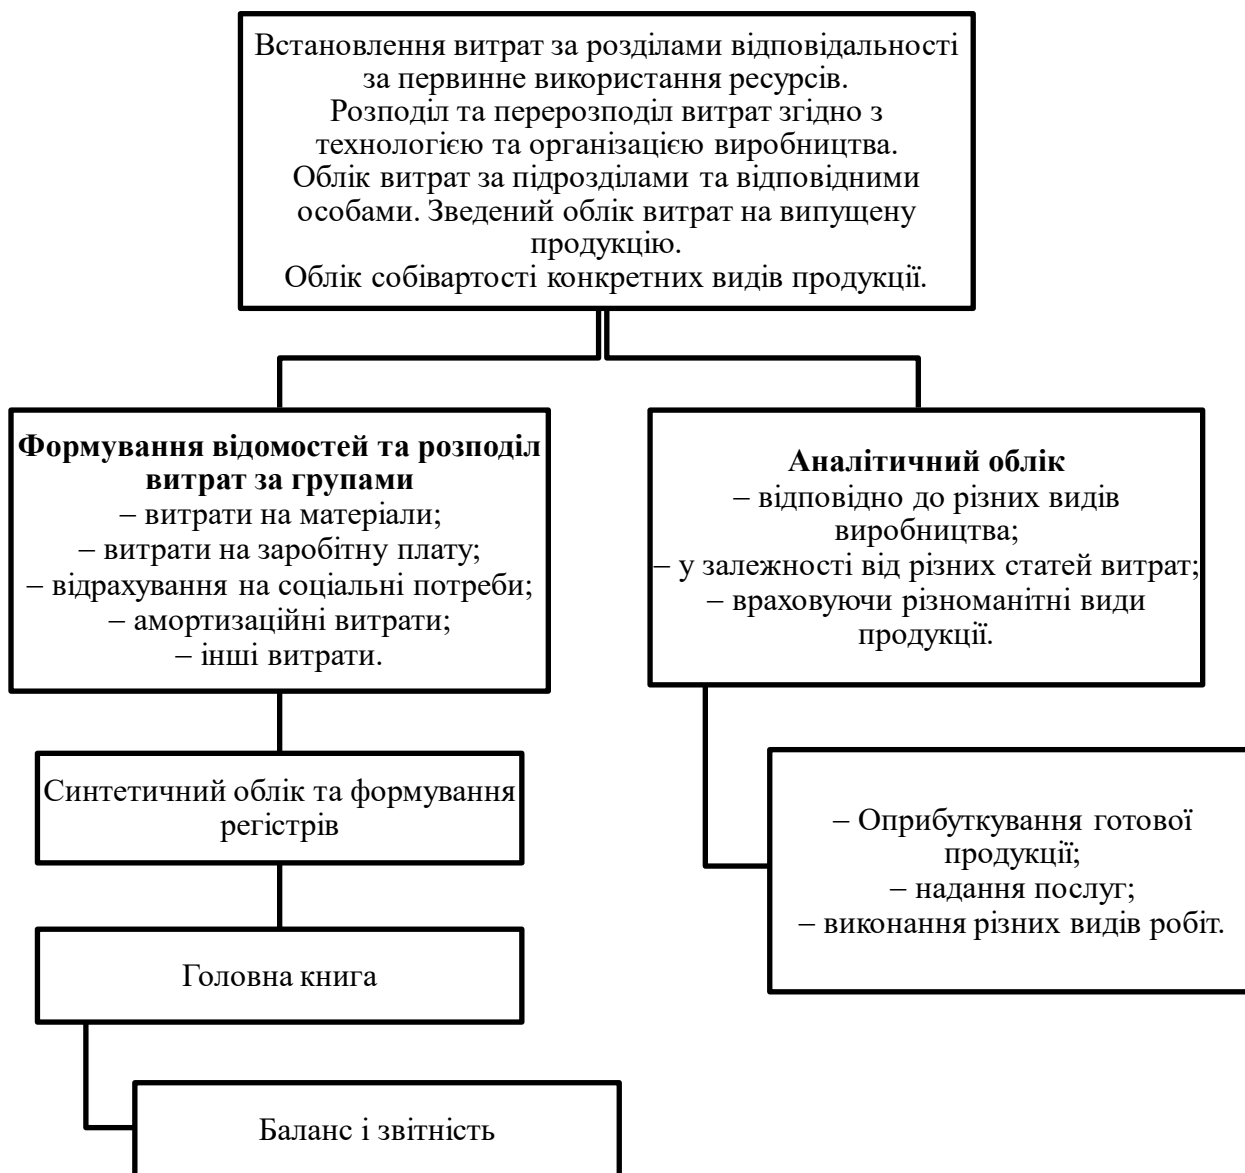 Встановлення витрат за розділами відповідальності
за первинне використання ресурсів.
Розподіл та перерозподіл витрат згідно з
технологією та організацією виробництва.
Облік витрат за підрозділами та відповідними
особами. Зведений облік витрат на випущену
продукцію.
Облік собівартості конкретних видів продукції.
Формування відомостей та розподіл
витрат за групами
– витрати на матеріали;
– витрати на заробітну плату;
– відрахування на соціальні потреби;
– амортизаційні витрати;
– інші витрати.
Синтетичний облік та формування
регістрів
Головна книга
Баланс і звітність
Аналітичний облік
– відповідно до різних видів
виробництва;
– у залежності від різних статей витрат;
– враховуючи різноманітні види
продукції.
– Оприбуткування готової
продукції;
– надання послуг;
– виконання різних видів робіт.